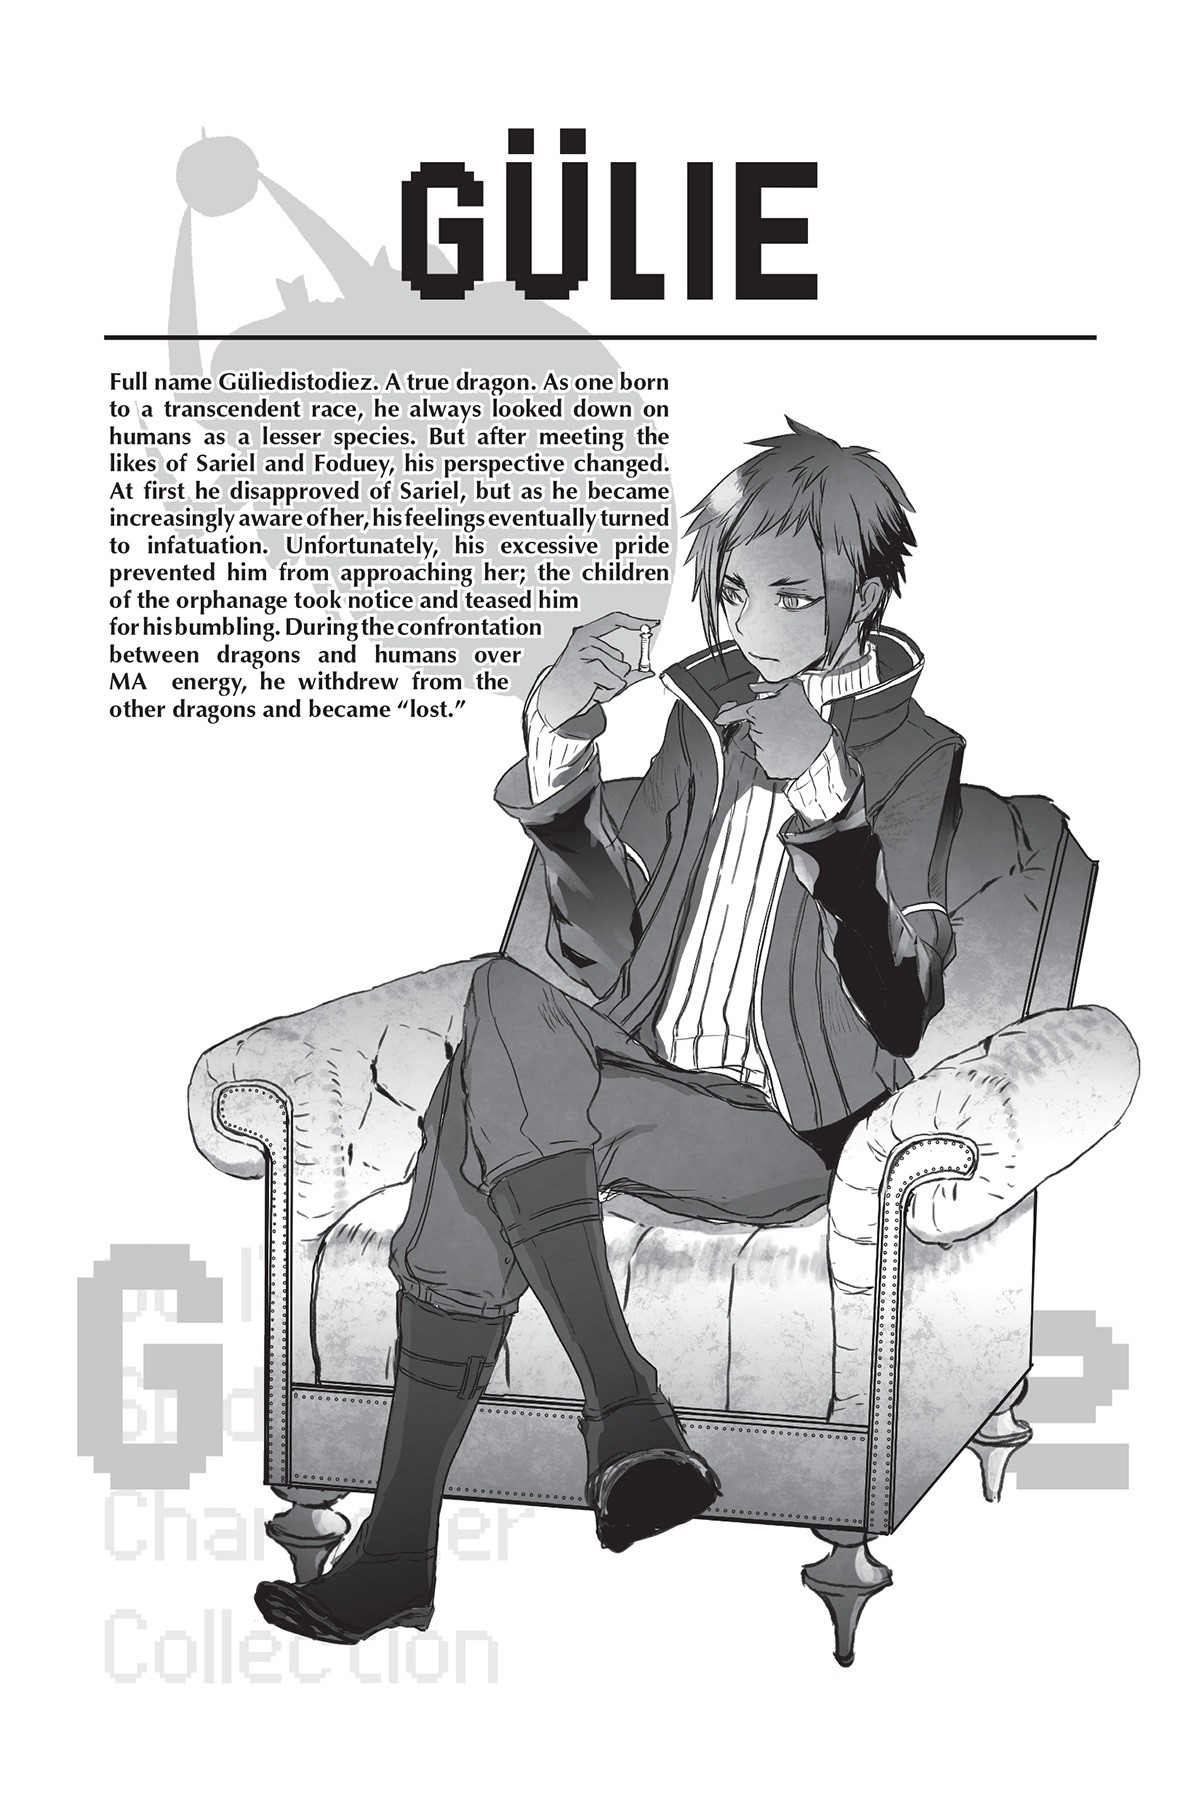 GÜLIE
Full name Güliedistodiez. A true dragon. As one born
to a transcendent race, he always looked down on
humans as a lesser species. But after meeting the
likes of Sariel and Foduey, his perspective changed.
At first he disapproved of Sariel, but as he became
increasingly aware of her, his feelings eventually turned
to infatuation. Unfortunately, his excessive pride
prevented him from approaching her; the children
of the orphanage took notice and teased him
for his bumbling. During the confrontation
between dragons and humans over
MA energy, he withdrew from the
other dragons and became “lost.”
G e
Collection